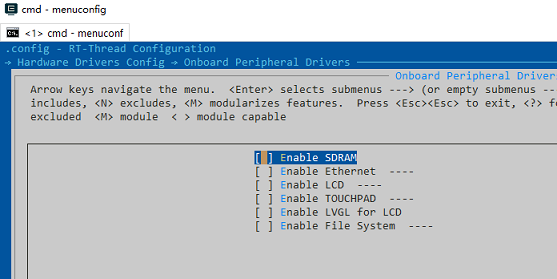 cmd - menuconfig
<1> cmd - menuconf
.config - RT-Thread Configuration
→ Hardware Drivers Config → Onboard Peripheral Drivers
Onboard Peripheral Driver
Arrow keys navigate the menu. <Enter> selects submenus ---> (or empty submenus --
includes, <N> excludes, <M> modularizes features. Press <Esc><Esc> to exit, <?> f
excluded <M> module < > module capable
[ ] Enable SDRAM
[ ] Enable Ethernet ----
[ ] Enable LCD ----
[ ] Enable TOUCHPAD ----
[ ] Enable LVGL for LCD
[ ] Enable File System ----